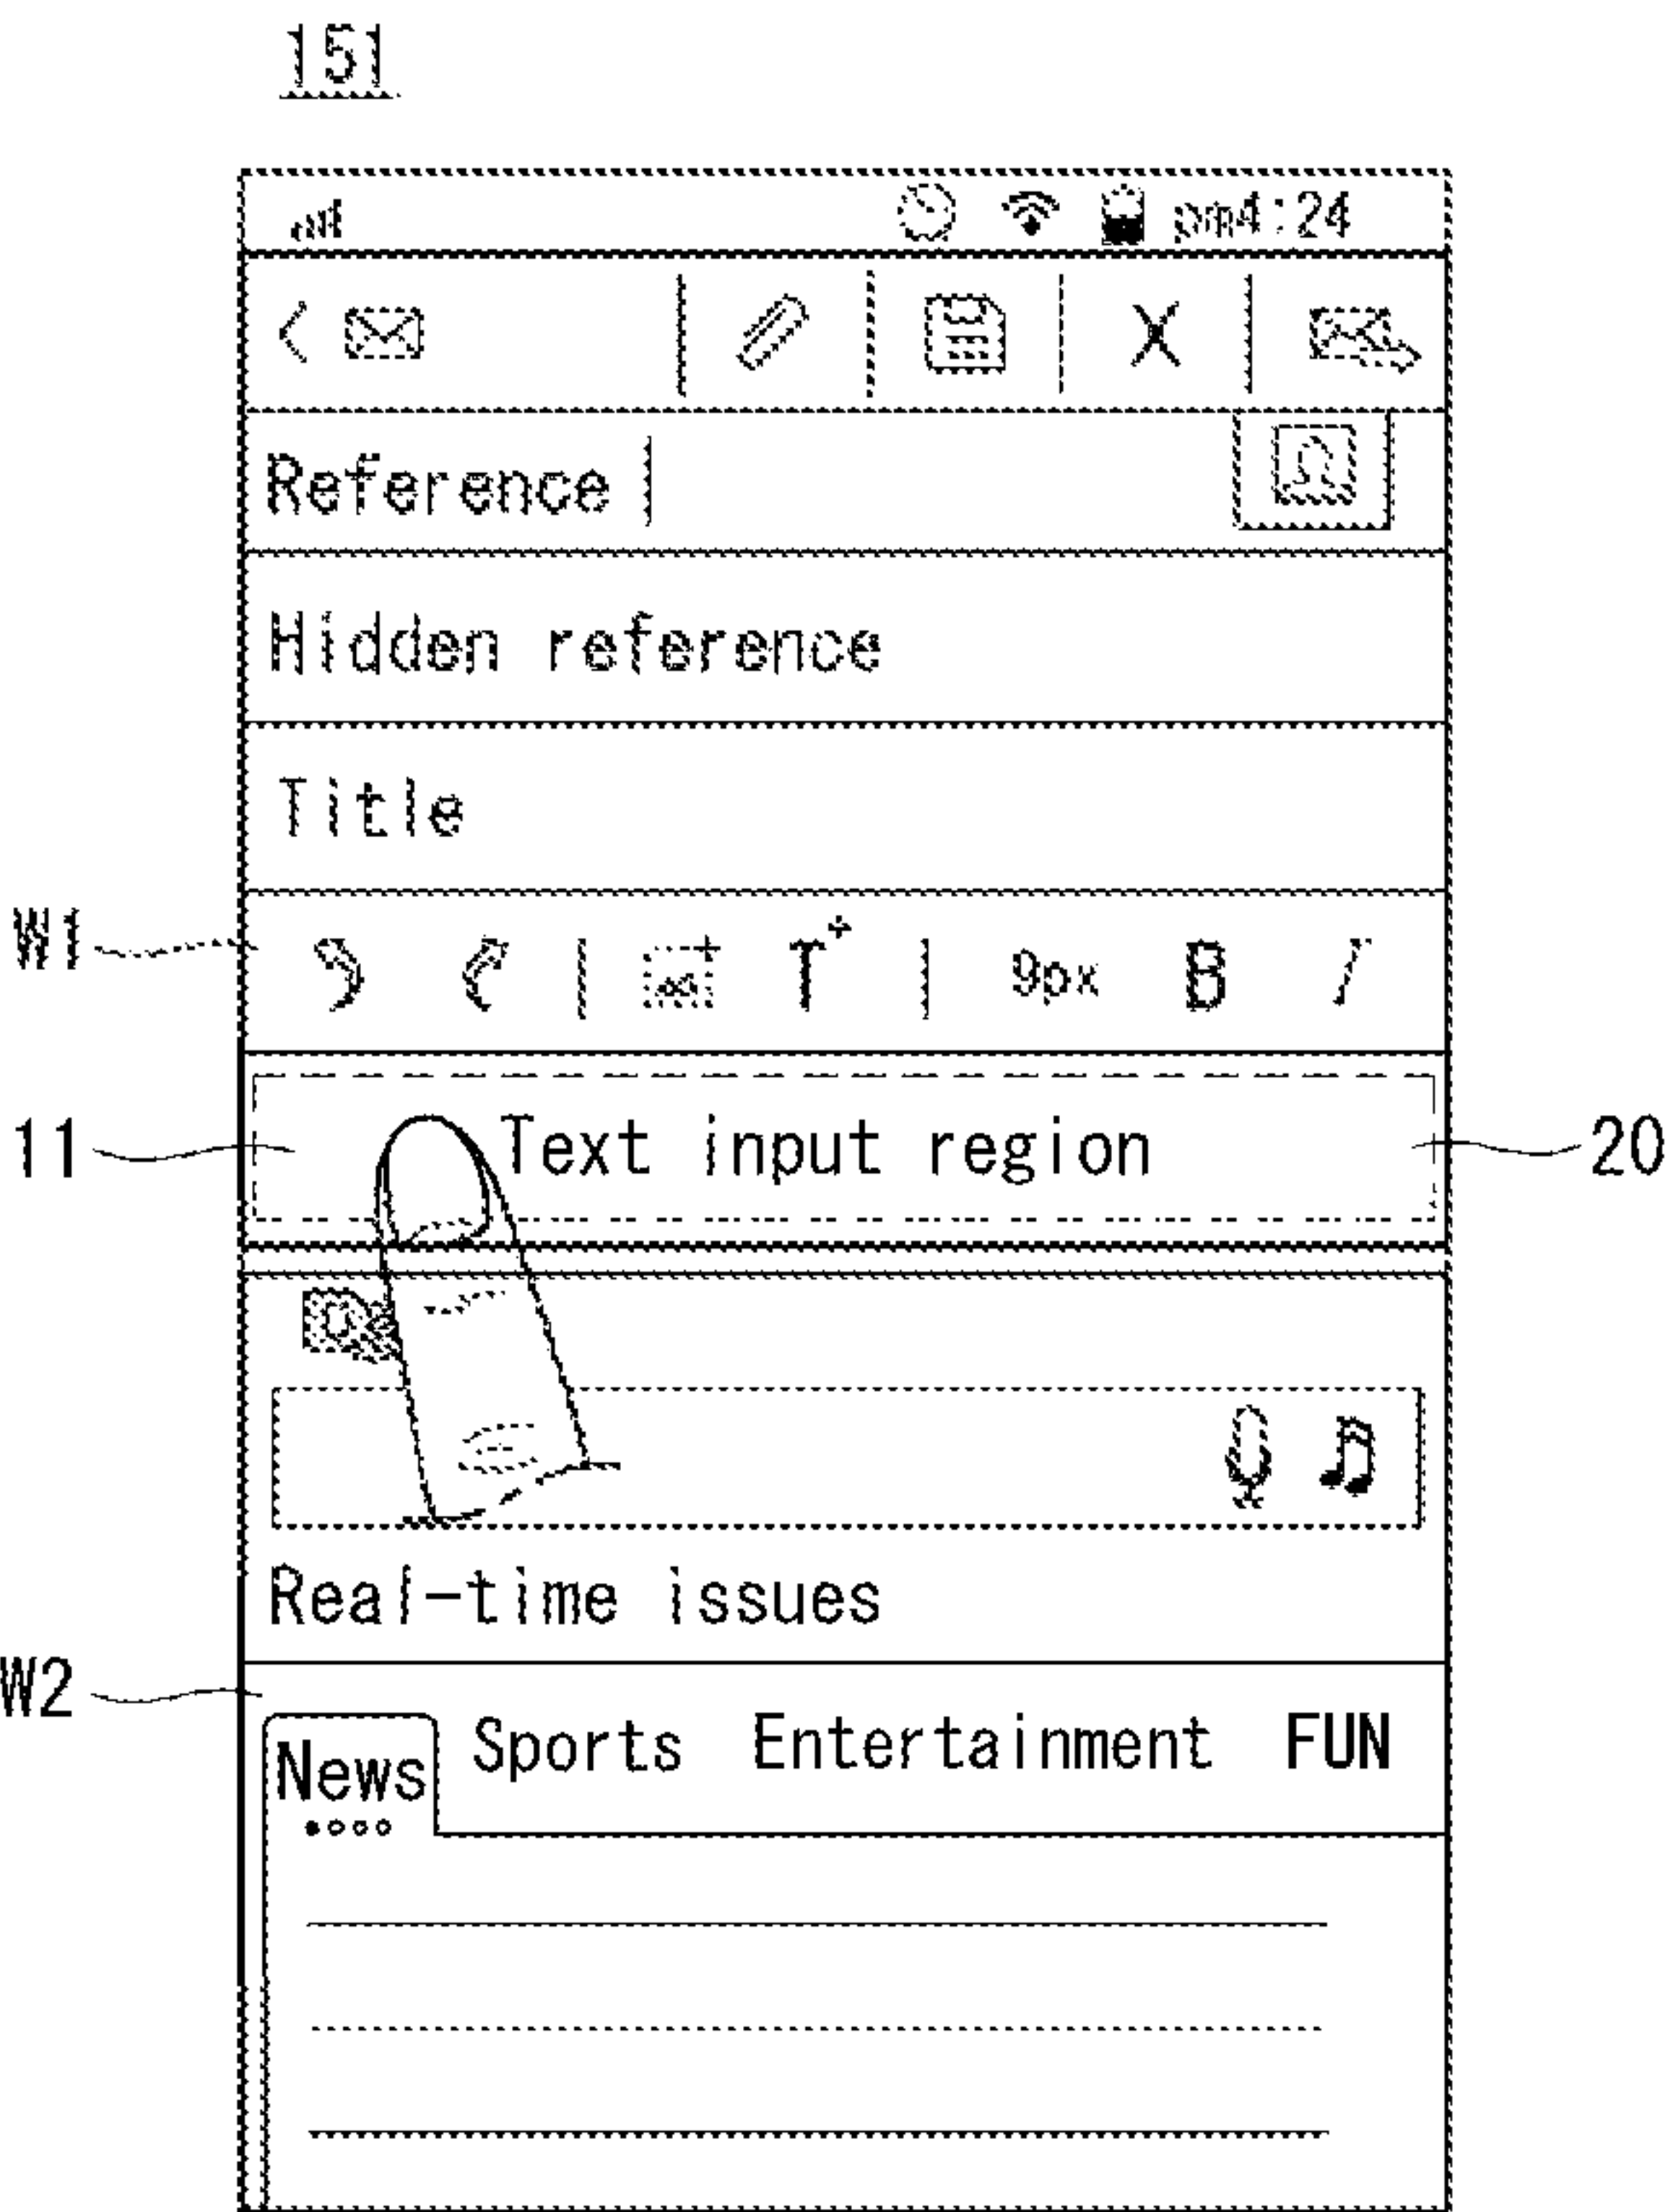 151
pm4:24
X
Reference
Hidden reference
Title
W1
T+ 9px B I
11 Text input region 20
Real-time issues
W2
News Sports Entertainment FUN